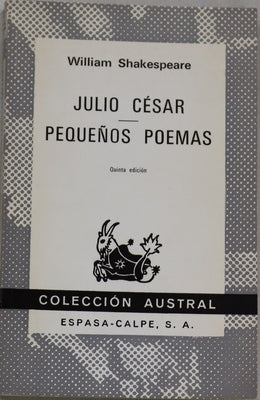 William Shakespeare
JULIO CÉSAR
PEQUEÑOS POEMAS
Quinta edición
COLECCIÓN AUSTRAL
ESPASA-CALPE, S. A.